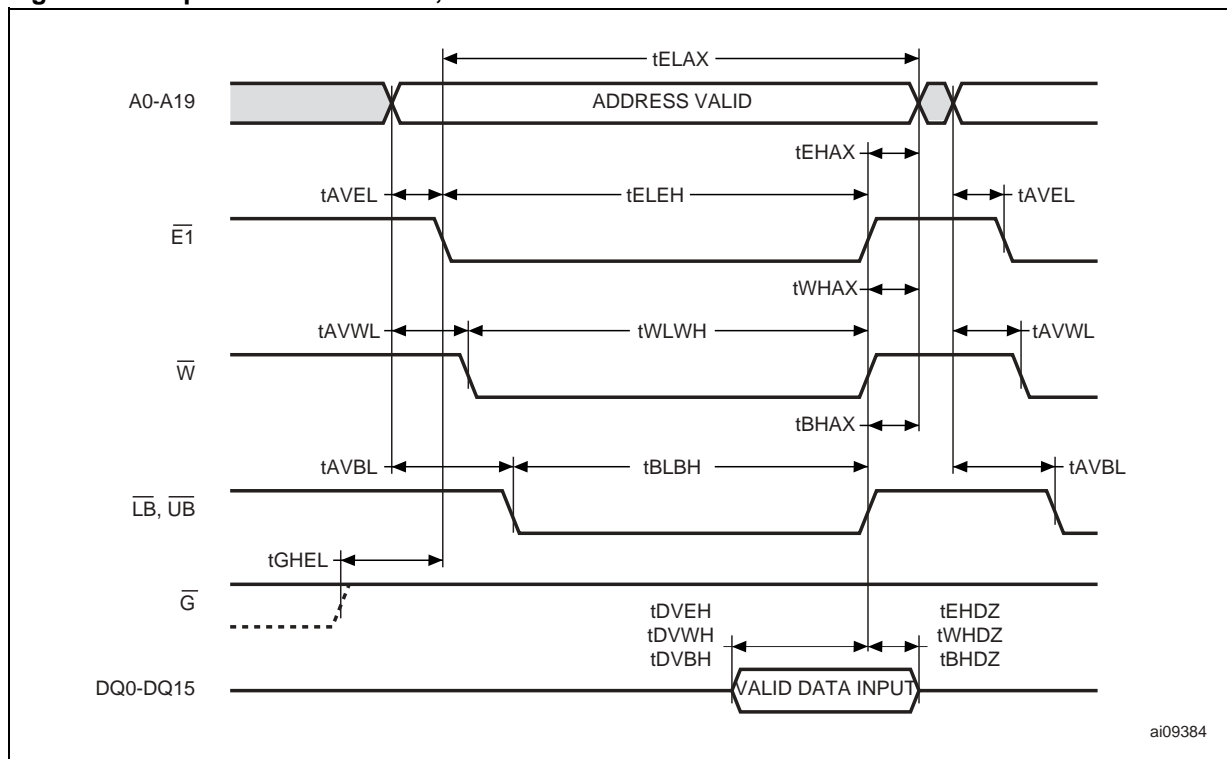 tELAX
A0-A19
ADDRESS VALID
tEHAX
tAVEL
tELEH
tAVEL
E1
tWHAX
tAVWL
tWLWH
tAVWL
W
tBHAX
tAVBL
tBLBH
tAVBL
LB, UB
tGHEL
G
tDVEH
tDVWH
tDVBH
tEHDZ
tWHDZ
tBHDZ
DQ0-DQ15
VALID DATA INPUT
ai09384